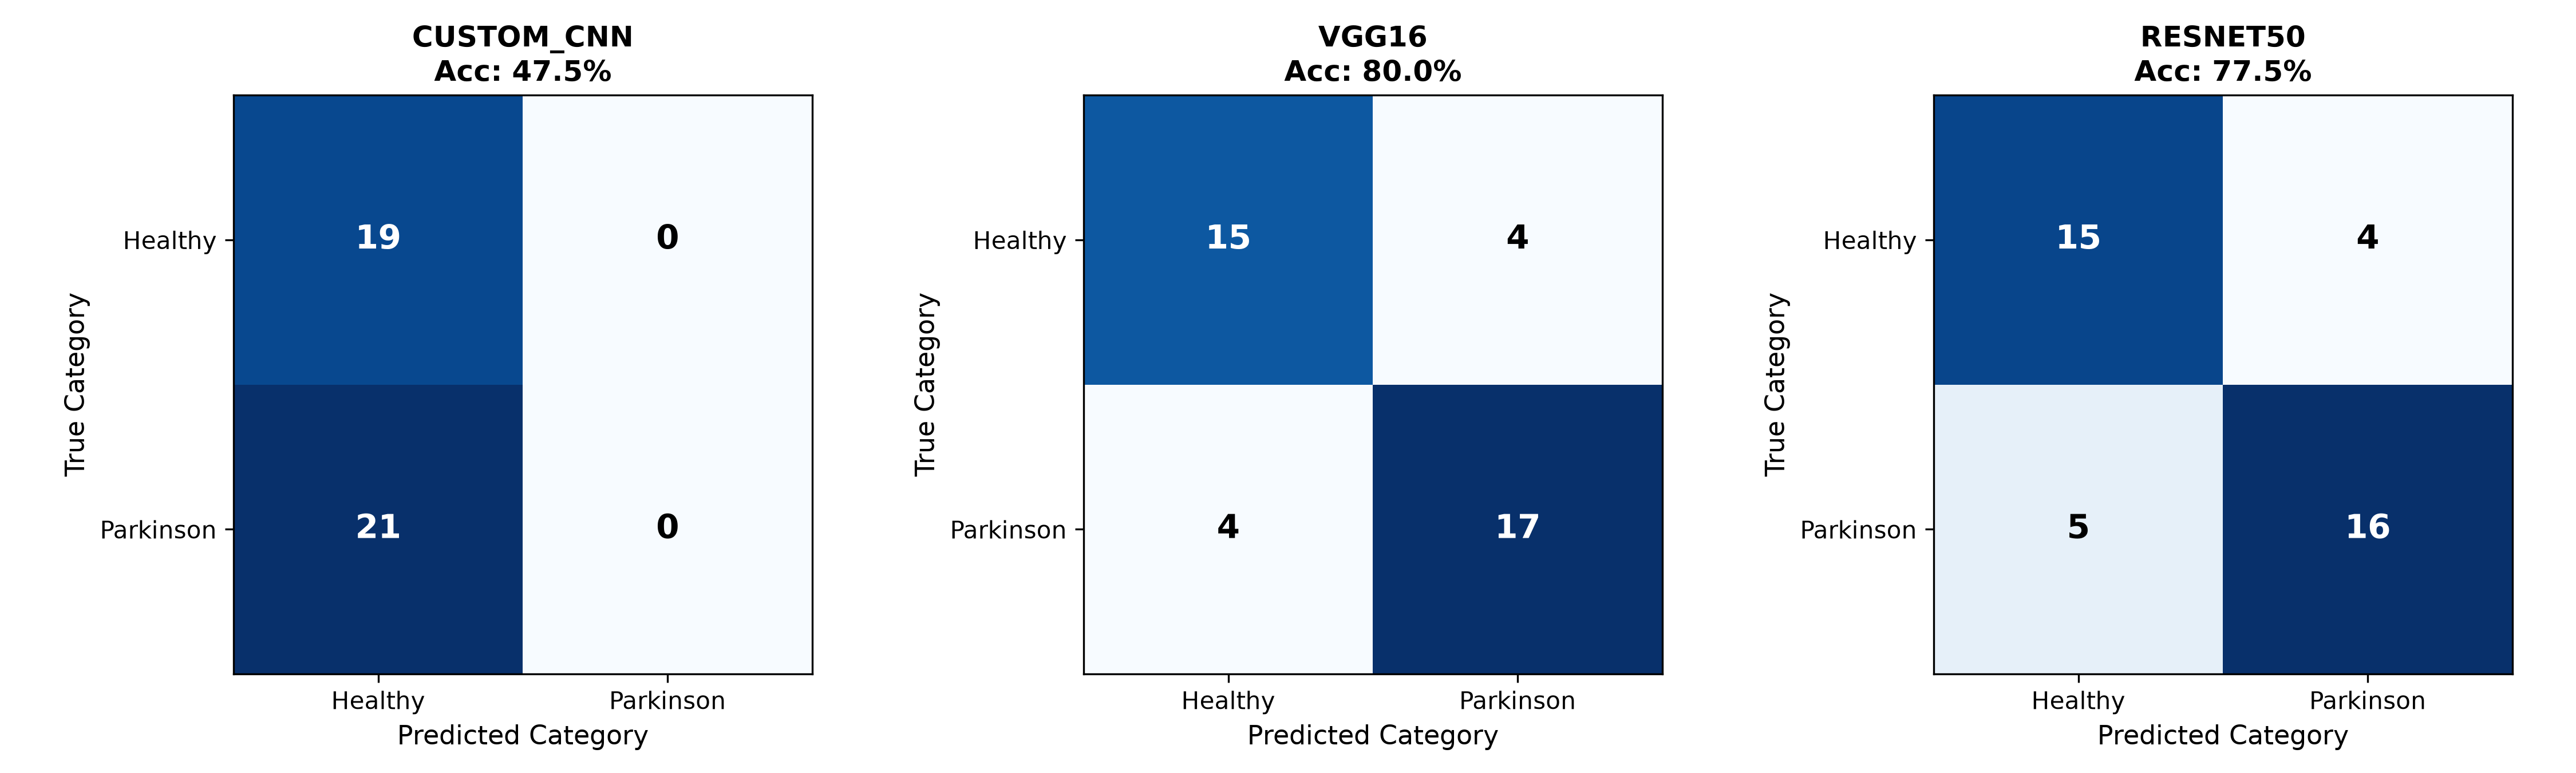 CUSTOM_CNN
Acc: 47.5%
True Category
Healthy
19
0
Parkinson
21
0
Healthy
Parkinson
Predicted Category
VGG16
Acc: 80.0%
True Category
Healthy
15
4
Parkinson
4
17
Healthy
Parkinson
Predicted Category
RESNET50
Acc: 77.5%
True Category
Healthy
15
4
Parkinson
5
16
Healthy
Parkinson
Predicted Category